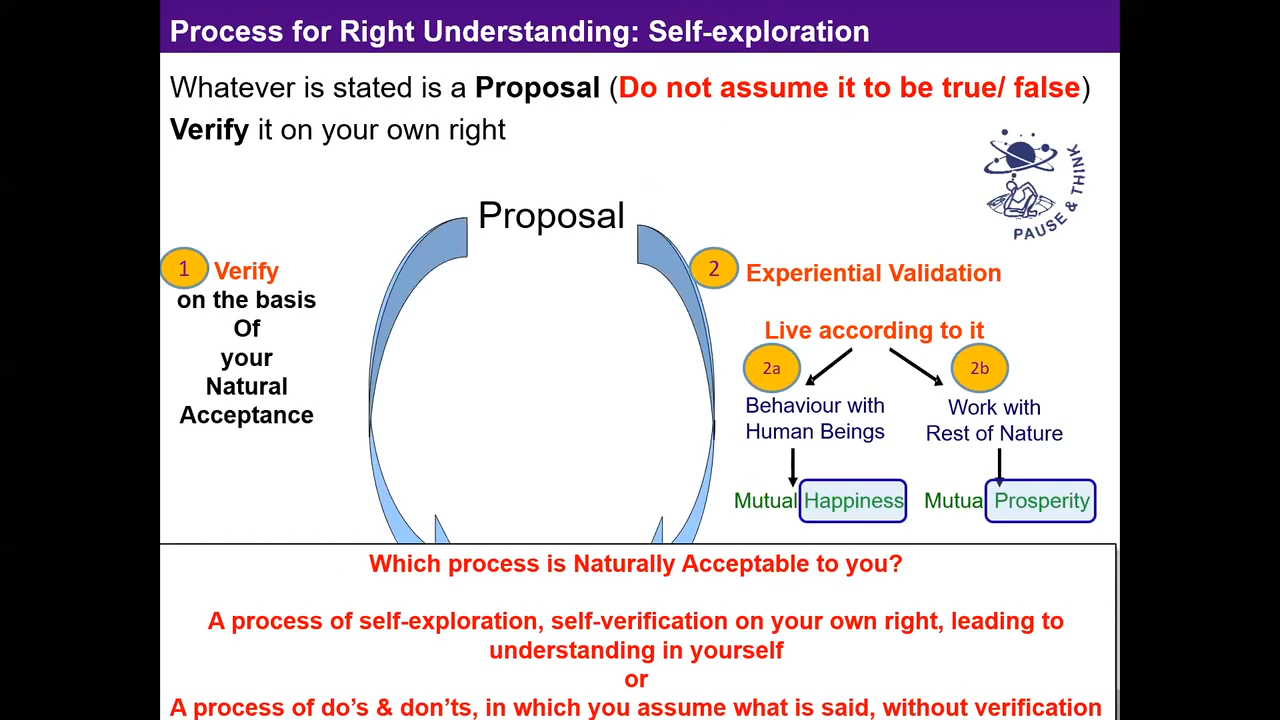 Process for Right Understanding: Self-exploration
Whatever is stated is a Proposal (Do not assume it to be true/ false)
Verify it on your own right
PAUSE & THINK
Proposal
1
Verify
on the basis
Of
your
Natural
Acceptance
2
Experiential Validation
Live according to it
2a
2b
Behaviour with
Human Beings
Work with
Rest of Nature
Mutual Happiness
Mutua Prosperity
Which process is Naturally Acceptable to you?
A process of self-exploration, self-verification on your own right, leading to
understanding in yourself
or
A process of do's & don'ts, in which you assume what is said, without verification